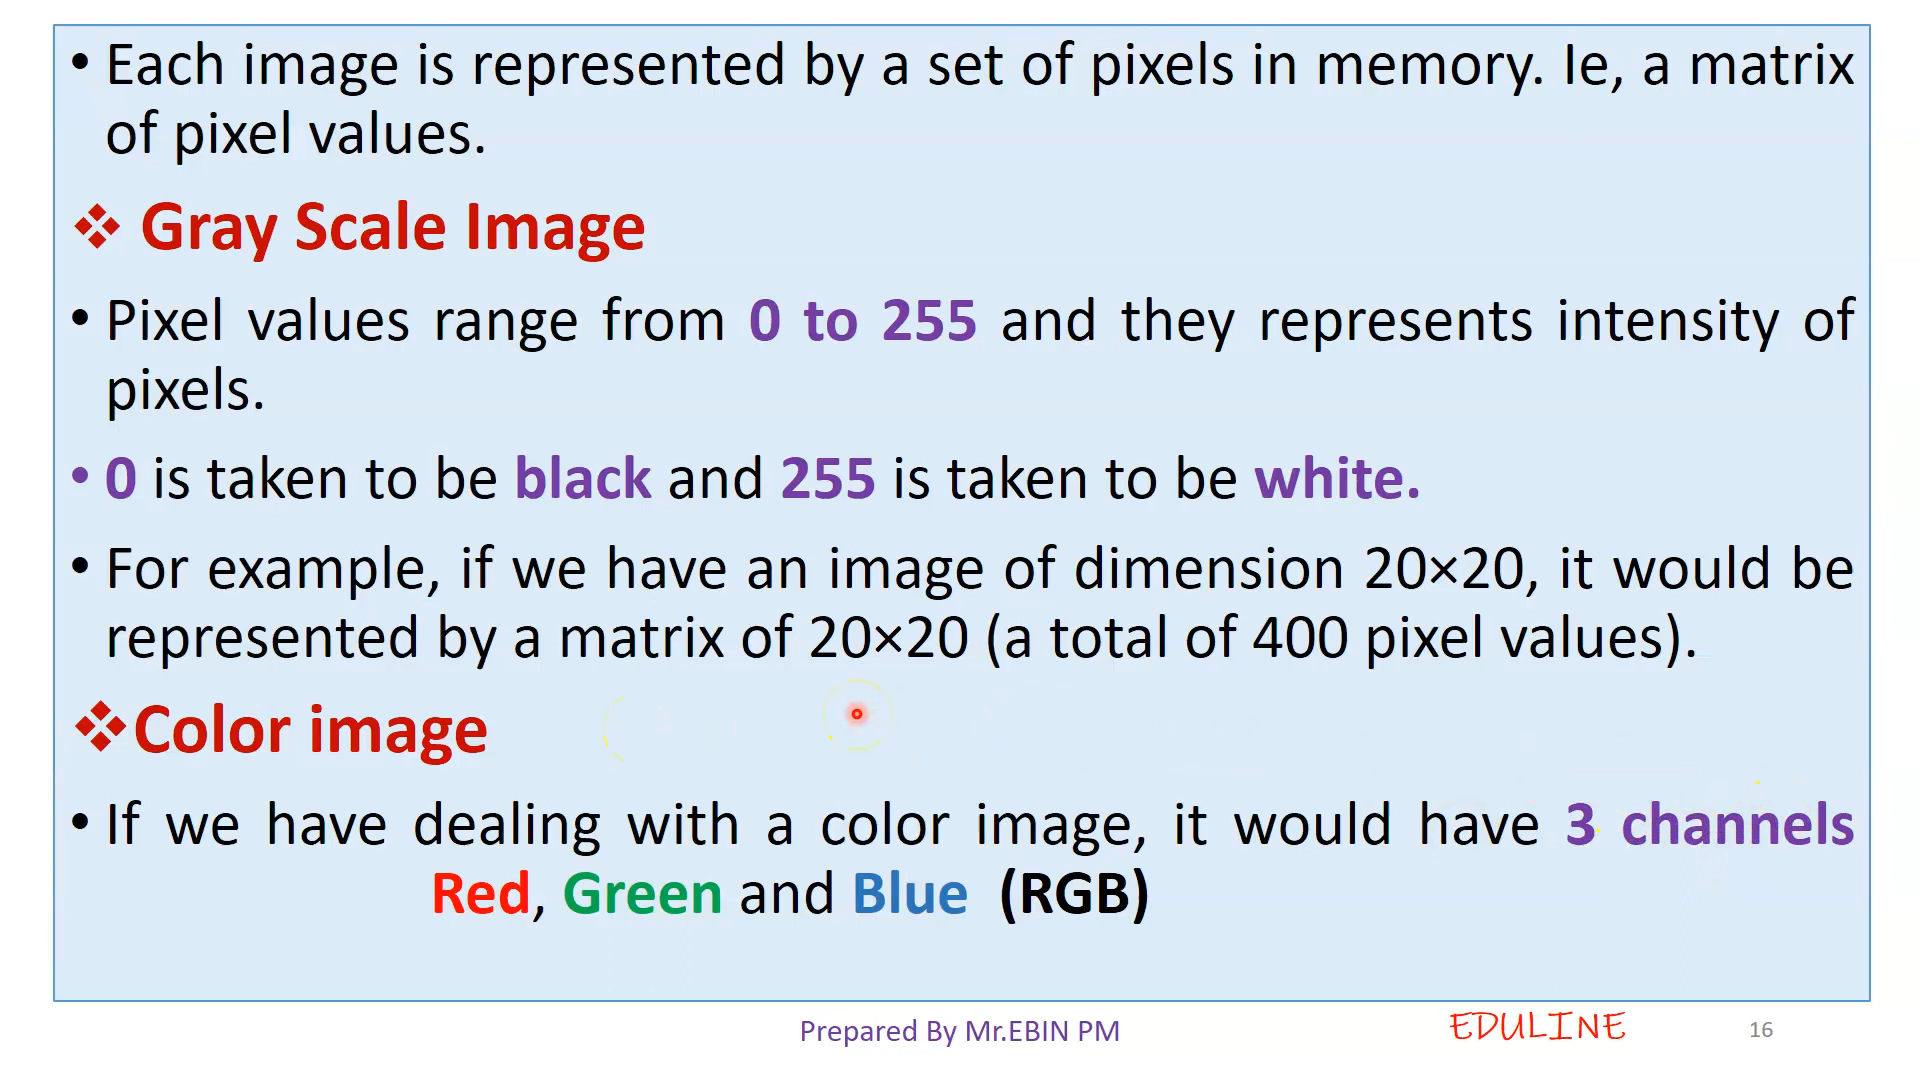 • Each image is represented by a set of pixels in memory. Ie, a matrix
of pixel values.
❖ Gray Scale Image
• Pixel values range from 0 to 255 and they represents intensity of
pixels.
• 0 is taken to be black and 255 is taken to be white.
• For example, if we have an image of dimension 20×20, it would be
represented by a matrix of 20×20 (a total of 400 pixel values).
❖Color image
• If we have dealing with a color image, it would have 3 channels
Red, Green and Blue (RGB)
Prepared By Mr.EBIN PM
EDULINE
16